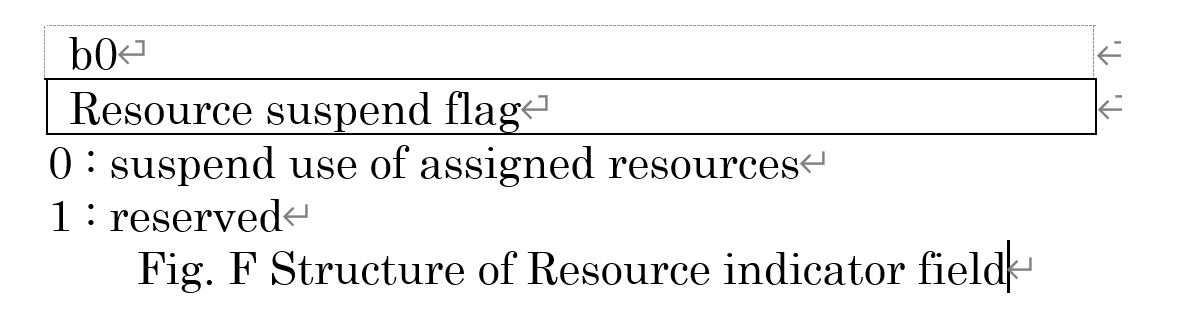 b0
Resource suspend flag
0：suspend use of assigned resources
1：reserved
Fig. F Structure of Resource indicator field